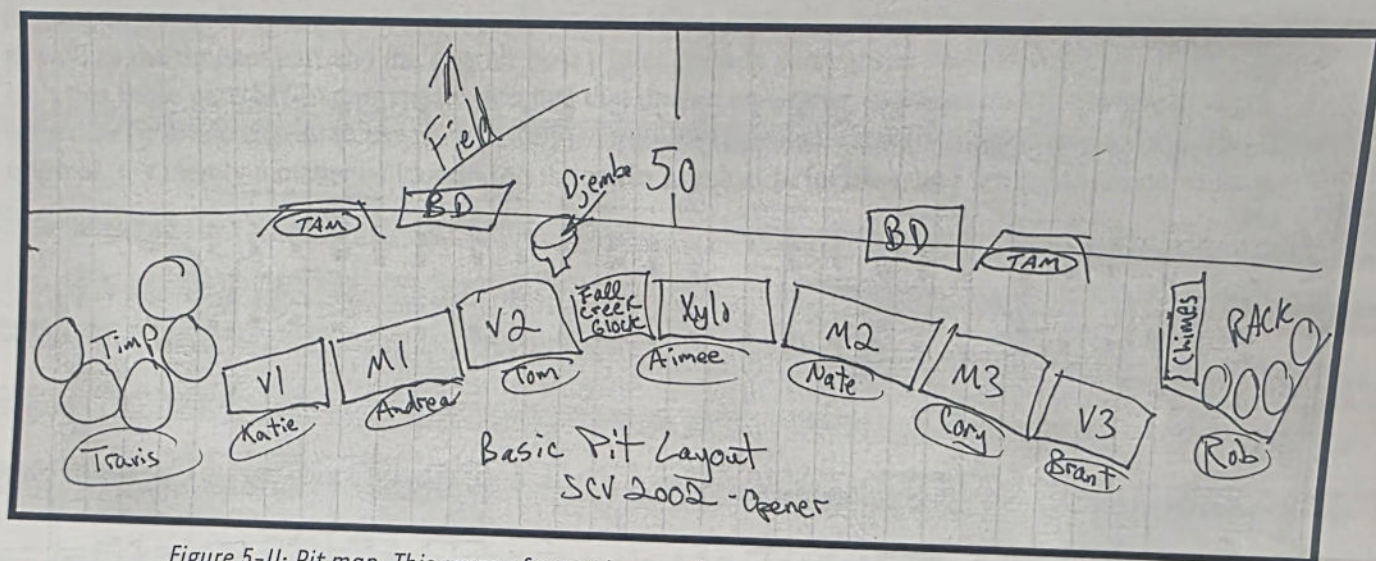 Field
Djembe
50
TAM
BD
BD
TAM
Timp
V1
M1
V2
Fall
Creek
Glock
Xylo
M2
M3
V3
Chimes
RACK
Travis
Katie
Andrea
Tom
Aimee
Nate
Cory
Brant
Rob
Basic Pit Layout
SCV 2002 - Opener
Figure 5-11: Pit map. This